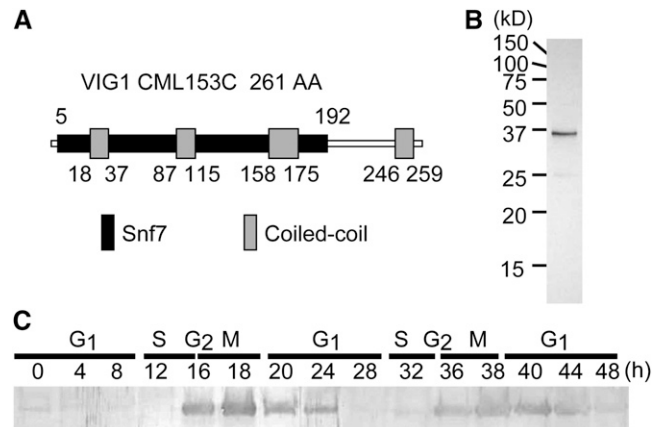 A
VIG1 CML153C 261 AA
5 192
18 37 87 115 158 175 246 259
Snf7 Coiled-coil
B (kD)
150
100
75
50
37
25
20
15
C
G1 S G2 M G1 S G2 M G1
0 4 8 12 16 18 20 24 28 32 36 38 40 44 48 (h)